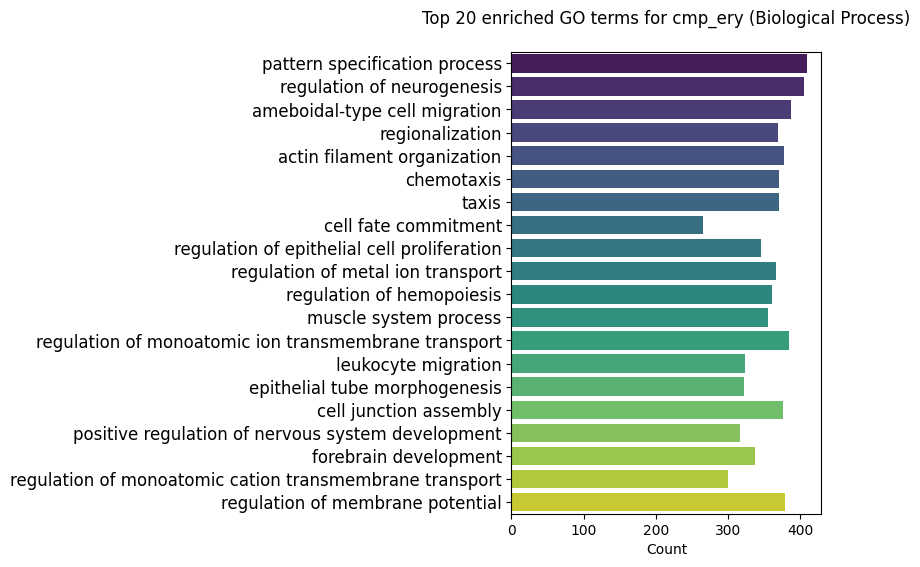 Top 20 enriched GO terms for cmp_ery (Biological Process)
pattern specification process
regulation of neurogenesis
ameboidal-type cell migration
regionalization
actin filament organization
chemotaxis
taxis
cell fate commitment
regulation of epithelial cell proliferation
regulation of metal ion transport
regulation of hemopoiesis
muscle system process
regulation of monoatomic ion transmembrane transport
leukocyte migration
epithelial tube morphogenesis
cell junction assembly
positive regulation of nervous system development
forebrain development
regulation of monoatomic cation transmembrane transport
regulation of membrane potential
0 100 200 300 400
Count